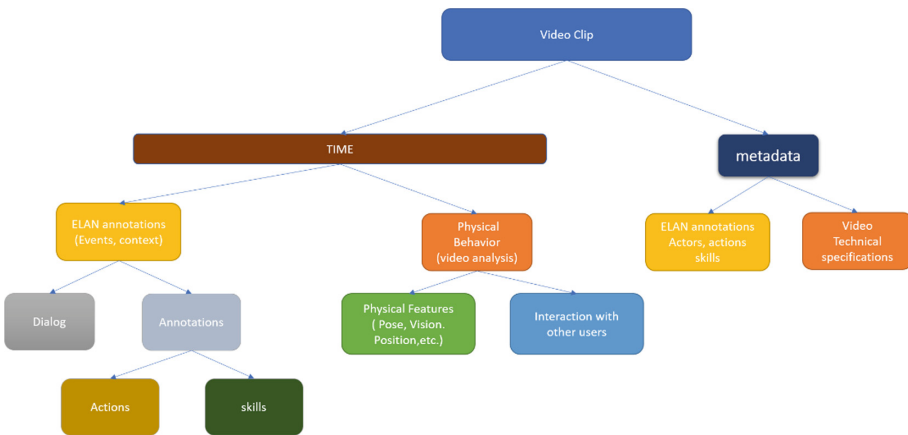 Video Clip
TIME
metadata
ELAN annotations
(Events, context)
Physical
Behavior
(video analysis)
ELAN annotations
Actors, actions
skills
Video
Technical
specifications
Dialog
Annotations
Physical Features
( Pose, Vision.
Position,etc.)
Interaction with
other users
Actions
skills